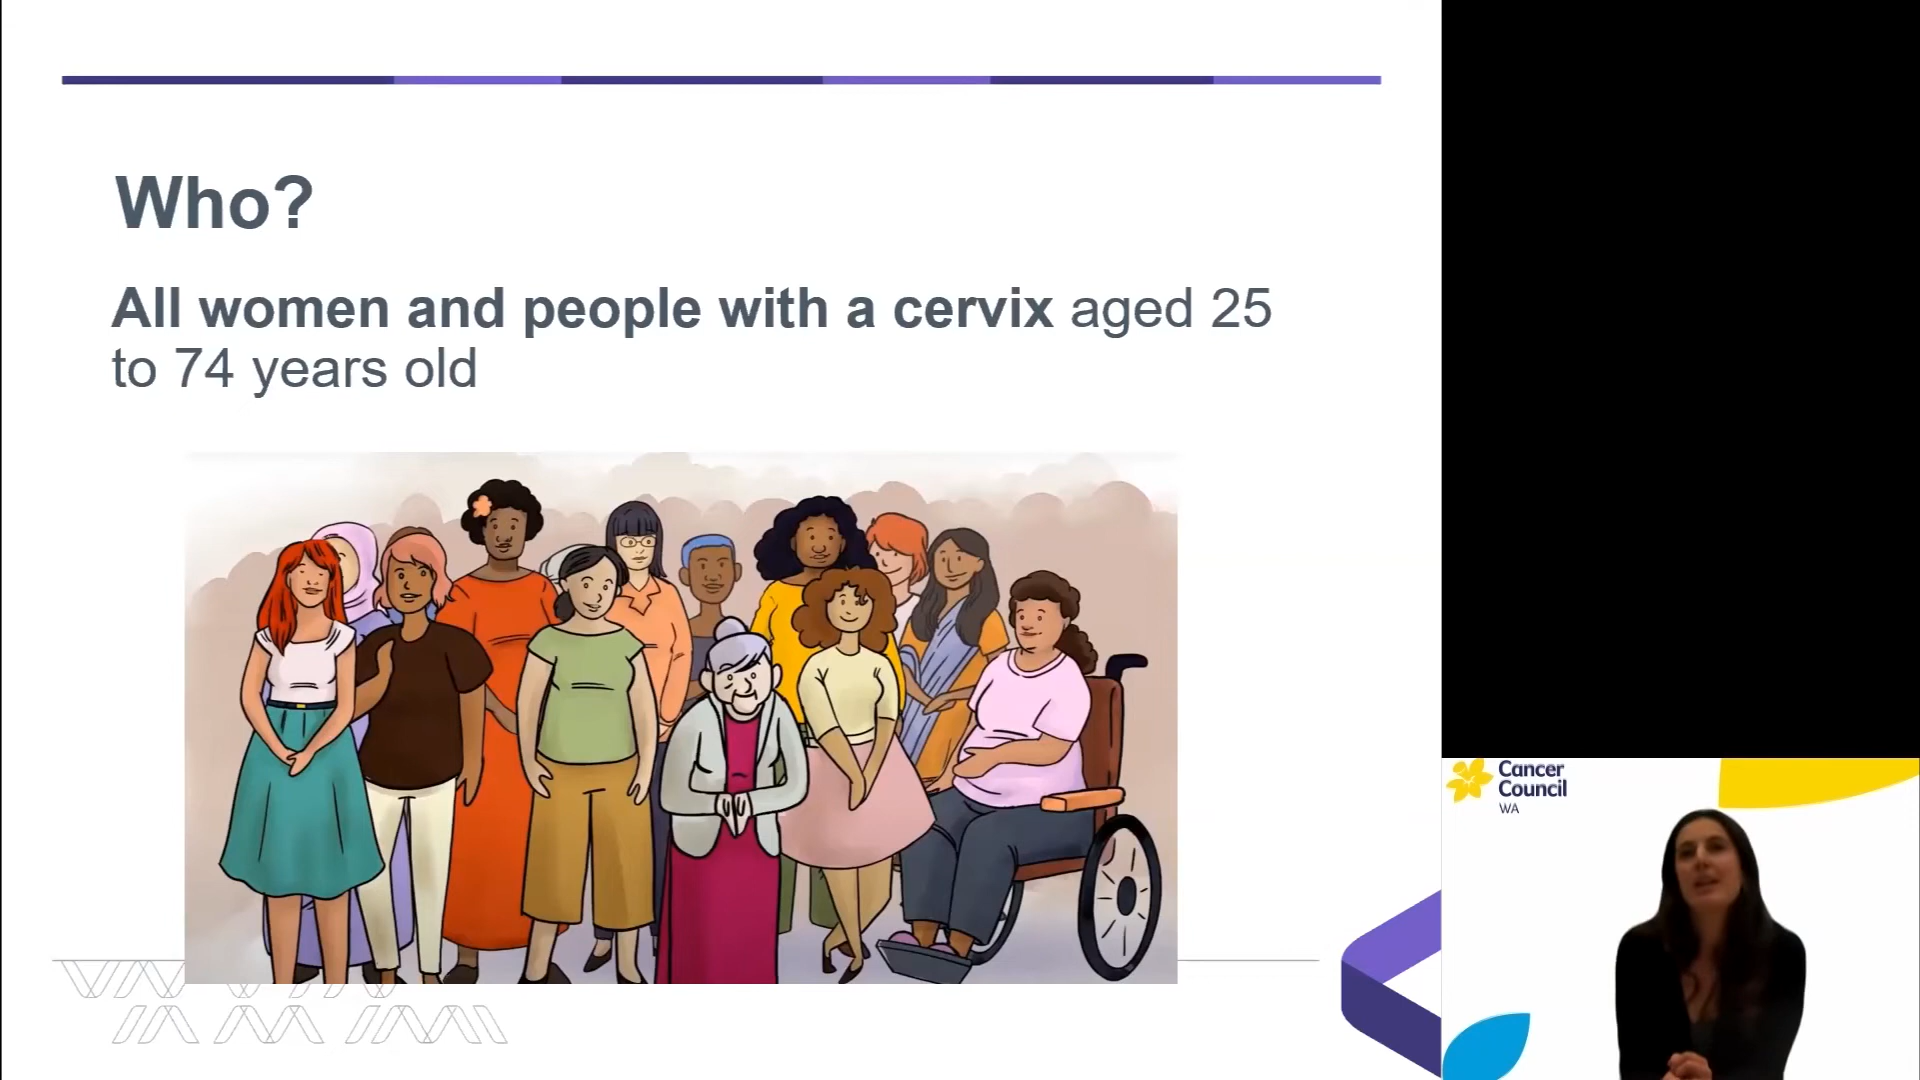 Who?
All women and people with a cervix aged 25
to 74 years old
Cancer
Council
WA